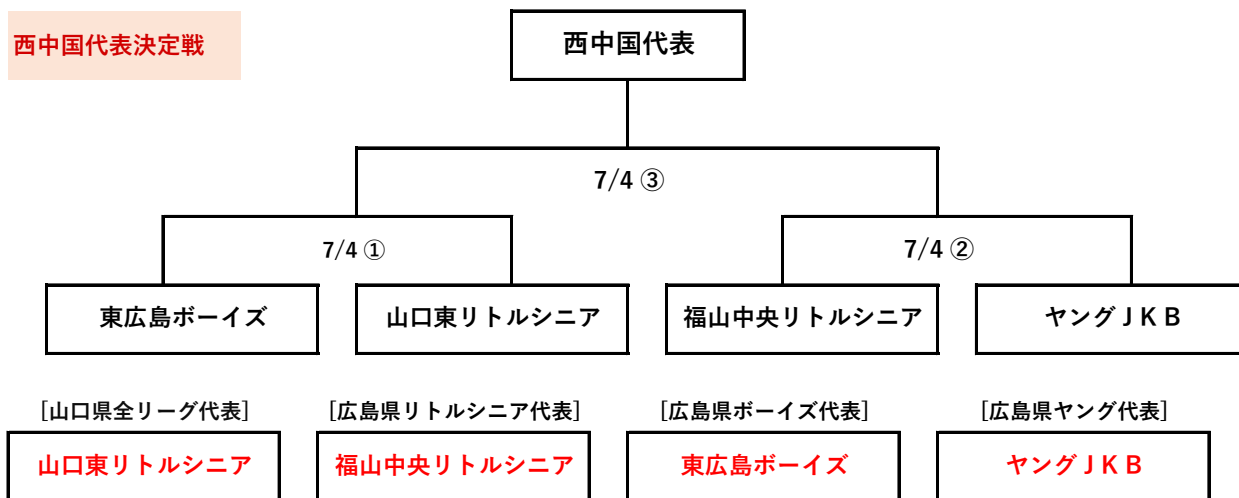 西中国代表決定戦
西中国代表
7/4 ③
7/4 ①
7/4 ②
東広島ボーイズ
山口東リトルシニア
福山中央リトルシニア
ヤングＪＫＢ
[山口県全リーグ代表]
[広島県リトルシニア代表]
[広島県ボーイズ代表]
[広島県ヤング代表]
山口東リトルシニア
福山中央リトルシニア
東広島ボーイズ
ヤングＪＫＢ